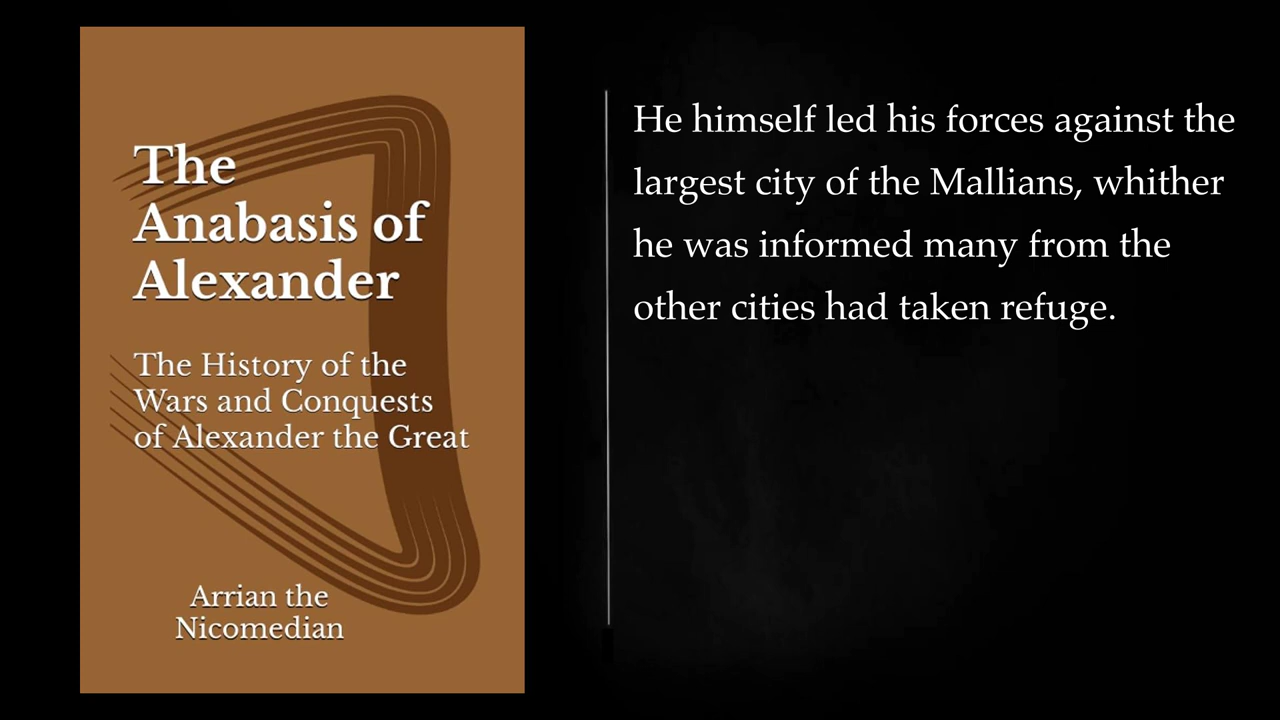 The
Anabasis of
Alexander
The History of the
Wars and Conquests
of Alexander the Great
Arrian the
Nicomedian
He himself led his forces against the
largest city of the Mallians, whither
he was informed many from the
other cities had taken refuge.